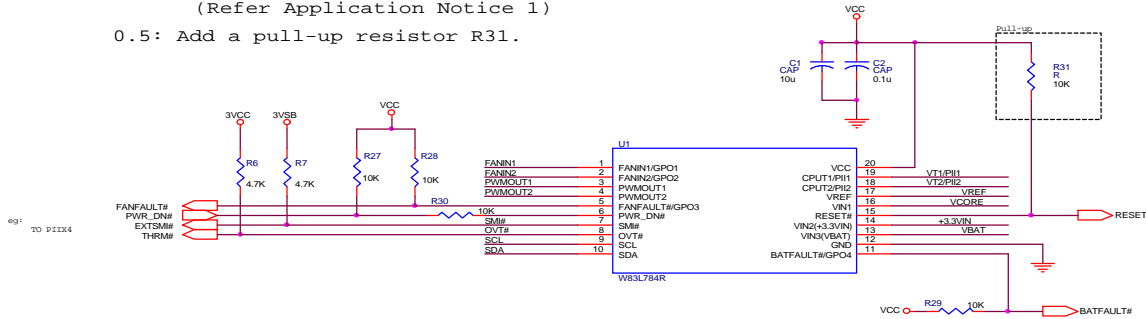 (Refer Application Notice 1)
0.5: Add a pull-up resistor R31.
VCC
Pull-up
C1
CAP
10u
C2
CAP
0.1u
R31
R
10K
3VCC
3VSB
VCC
R6
4.7K
R7
4.7K
R27
10K
R28
10K
R30
10K
U1
FANIN1
1
FANIN1/GPO1
FANIN2
2
FANIN2/GPO2
PWMOUT1
3
PWMOUT1
PWMOUT2
4
PWMOUT2
FANFAULT#
5
FANFAULT#/GPO3
PWR_DN#
6
PWR_DN#
EXTSMI#
SMI#
7
SMI#
THRM#
OVT#
8
OVT#
SCL
9
SCL
SDA
10
SDA
eg:
TO PIIX4
VCC
20
CPUT1/PII1
19
VT1/PII1
CPUT2/PII2
18
VT2/PII2
VREF
17
VREF
VIN1
16
VCORE
RESET#
15
RESET
VIN2(+3.3VIN)
14
+3.3VIN
VIN3(VBAT)
13
VBAT
GND
12
BATFAULT#/GPO4
11
W83L784R
VCC
R29
10K
BATFAULT#